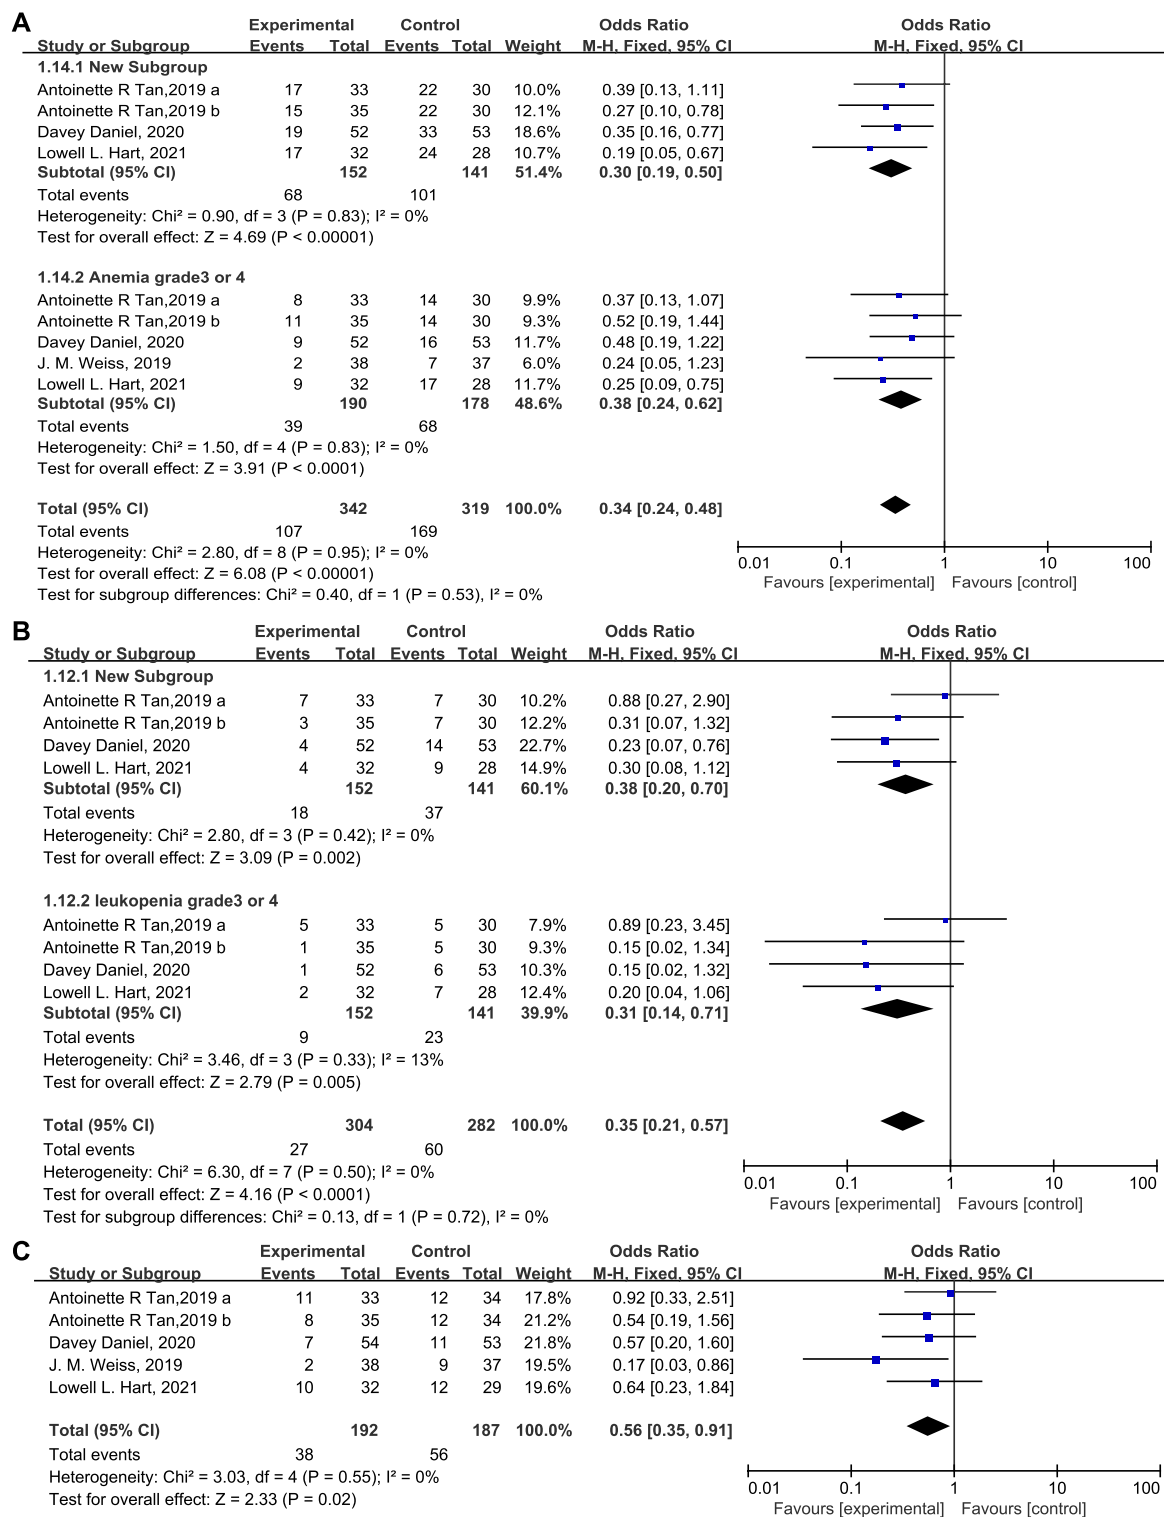 A
Experimental Control Odds Ratio Odds Ratio
Study or Subgroup Events Total Events Total Weight M-H, Fixed, 95% CI M-H, Fixed, 95% CI
1.14.1 New Subgroup
Antoinette R Tan,2019 a 17 33 22 30 10.0% 0.39 [0.13, 1.11]
Antoinette R Tan,2019 b 15 35 22 30 12.1% 0.27 [0.10, 0.78]
Davey Daniel, 2020 19 52 33 53 18.6% 0.35 [0.16, 0.77]
Lowell L. Hart, 2021 17 32 24 28 10.7% 0.19 [0.05, 0.67]
Subtotal (95% CI) 152 141 51.4% 0.30 [0.19, 0.50]
Total events 68 101
Heterogeneity: Chi² = 0.90, df = 3 (P = 0.83); I² = 0%
Test for overall effect: Z = 4.69 (P < 0.00001)
1.14.2 Anemia grade3 or 4
Antoinette R Tan,2019 a 8 33 14 30 9.9% 0.37 [0.13, 1.07]
Antoinette R Tan,2019 b 11 35 14 30 9.3% 0.52 [0.19, 1.44]
Davey Daniel, 2020 9 52 16 53 11.7% 0.48 [0.19, 1.22]
J. M. Weiss, 2019 2 38 7 37 6.0% 0.24 [0.05, 1.23]
Lowell L. Hart, 2021 9 32 17 28 11.7% 0.25 [0.09, 0.75]
Subtotal (95% CI) 190 178 48.6% 0.38 [0.24, 0.62]
Total events 39 68
Heterogeneity: Chi² = 1.50, df = 4 (P = 0.83); I² = 0%
Test for overall effect: Z = 3.91 (P < 0.0001)
Total (95% CI) 342 319 100.0% 0.34 [0.24, 0.48]
Total events 107 169
Heterogeneity: Chi² = 2.80, df = 8 (P = 0.95); I² = 0%
Test for overall effect: Z = 6.08 (P < 0.00001)
Test for subgroup differences: Chi² = 0.40, df = 1 (P = 0.53), I² = 0%
0.01 0.1 1 10 100
Favours [experimental] Favours [control]
B
Experimental Control Odds Ratio Odds Ratio
Study or Subgroup Events Total Events Total Weight M-H, Fixed, 95% CI M-H, Fixed, 95% CI
1.12.1 New Subgroup
Antoinette R Tan,2019 a 7 33 7 30 10.2% 0.88 [0.27, 2.90]
Antoinette R Tan,2019 b 3 35 7 30 12.2% 0.31 [0.07, 1.32]
Davey Daniel, 2020 4 52 14 53 22.7% 0.23 [0.07, 0.76]
Lowell L. Hart, 2021 4 32 9 28 14.9% 0.30 [0.08, 1.12]
Subtotal (95% CI) 152 141 60.1% 0.38 [0.20, 0.70]
Total events 18 37
Heterogeneity: Chi² = 2.80, df = 3 (P = 0.42); I² = 0%
Test for overall effect: Z = 3.09 (P = 0.002)
1.12.2 leukopenia grade3 or 4
Antoinette R Tan,2019 a 5 33 5 30 7.9% 0.89 [0.23, 3.45]
Antoinette R Tan,2019 b 1 35 5 30 9.3% 0.15 [0.02, 1.34]
Davey Daniel, 2020 1 52 6 53 10.3% 0.15 [0.02, 1.32]
Lowell L. Hart, 2021 2 32 7 28 12.4% 0.20 [0.04, 1.06]
Subtotal (95% CI) 152 141 39.9% 0.31 [0.14, 0.71]
Total events 9 23
Heterogeneity: Chi² = 3.46, df = 3 (P = 0.33); I² = 13%
Test for overall effect: Z = 2.79 (P = 0.005)
Total (95% CI) 304 282 100.0% 0.35 [0.21, 0.57]
Total events 27 60
Heterogeneity: Chi² = 6.30, df = 7 (P = 0.50); I² = 0%
Test for overall effect: Z = 4.16 (P < 0.0001)
Test for subgroup differences: Chi² = 0.13, df = 1 (P = 0.72), I² = 0%
0.01 0.1 1 10 100
Favours [experimental] Favours [control]
C
Experimental Control Odds Ratio Odds Ratio
Study or Subgroup Events Total Events Total Weight M-H, Fixed, 95% CI M-H, Fixed, 95% CI
Antoinette R Tan,2019 a 11 33 12 34 17.8% 0.92 [0.33, 2.51]
Antoinette R Tan,2019 b 8 35 12 34 21.2% 0.54 [0.19, 1.56]
Davey Daniel, 2020 7 54 11 53 21.8% 0.57 [0.20, 1.60]
J. M. Weiss, 2019 2 38 9 37 19.5% 0.17 [0.03, 0.86]
Lowell L. Hart, 2021 10 32 12 29 19.6% 0.64 [0.23, 1.84]
Total (95% CI) 192 187 100.0% 0.56 [0.35, 0.91]
Total events 38 56
Heterogeneity: Chi² = 3.03, df = 4 (P = 0.55); I² = 0%
Test for overall effect: Z = 2.33 (P = 0.02)
0.01 0.1 1 10 100
Favours [experimental] Favours [control]